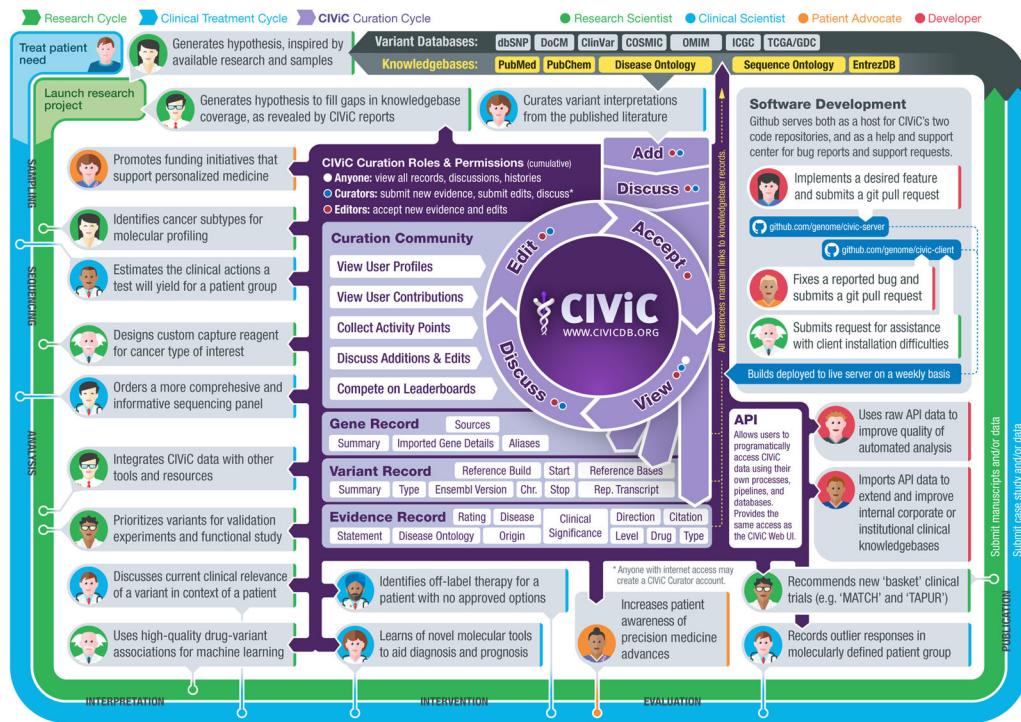 Research Cycle
Clinical Treatment Cycle
CIViC Curation Cycle
Research Scientist
Clinical Scientist
Patient Advocate
Developer
Treat patient
need
Generates hypothesis, inspired by
available research and samples
Variant Databases:
dbSNP
DoCM
ClinVar
COSMIC
OMIM
ICGC
TCGA/GDC
Knowledgebases:
PubMed
PubChem
Disease Ontology
Sequence Ontology
EntrezDB
Launch research
project
Generates hypothesis to fill gaps in knowledgebase
coverage, as revealed by CIViC reports
Curates variant interpretations
from the published literature
SAMPLING
SEQUENCING
ANALYSIS
Promotes funding initiatives that
support personalized medicine
Identifies cancer subtypes for
molecular profiling
Estimates the clinical actions a
test will yield for a patient group
Designs custom capture reagent
for cancer type of interest
Orders a more comprehesive and
informative sequencing panel
Integrates CIViC data with other
tools and resources
Prioritizes variants for validation
experiments and functional study
Discusses current clinical relevance
of a variant in context of a patient
Uses high-quality drug-variant
associations for machine learning
CIViC Curation Roles & Permissions (cumulative)
Anyone: view all records, discussions, histories
Curators: submit new evidence, submit edits, discuss*
Editors: accept new evidence and edits
Curation Community
View User Profiles
View User Contributions
Collect Activity Points
Discuss Additions & Edits
Compete on Leaderboards
Add
Discuss
Accept
View
Discuss
Edit
CIViC
WWW.CIVICDB.ORG
Gene Record
Sources
Summary
Imported Gene Details
Aliases
Variant Record
Reference Build
Start
Reference Bases
Summary
Type
Ensembl Version
Chr.
Stop
Rep. Transcript
Evidence Record
Rating
Disease
Clinical
Significance
Direction
Citation
Statement
Disease Ontology
Origin
Level
Drug
Type
All references maintain links to knowledgebase records.
Software Development
Github serves both as a host for CIViC's two
code repositories, and as a help and support
center for bug reports and support requests.
Implements a desired feature
and submits a git pull request
github.com/genome/civic-server
github.com/genome/civic-client
Fixes a reported bug and
submits a git pull request
Submits request for assistance
with client installation difficulties
Builds deployed to live server on a weekly basis
API
Allows users to
programatically
access CIViC
data using their
own processes,
pipelines, and
databases.
Provides the
same access as
the CIViC Web UI.
Uses raw API data to
improve quality of
automated analysis
Imports API data to
extend and improve
internal corporate or
institutional clinical
knowledgebases
* Anyone with internet access may
create a CIViC Curator account.
Identifies off-label therapy for a
patient with no approved options
Learns of novel molecular tools
to aid diagnosis and prognosis
Increases patient
awareness of
precision medicine
advances
Recommends new 'basket' clinical
trials (e.g. 'MATCH' and 'TAPUR')
Records outlier responses in
molecularly defined patient group
Submit manuscripts and/or data
Submit case study and/or data
PUBLICATION
INTERPRETATION
INTERVENTION
EVALUATION